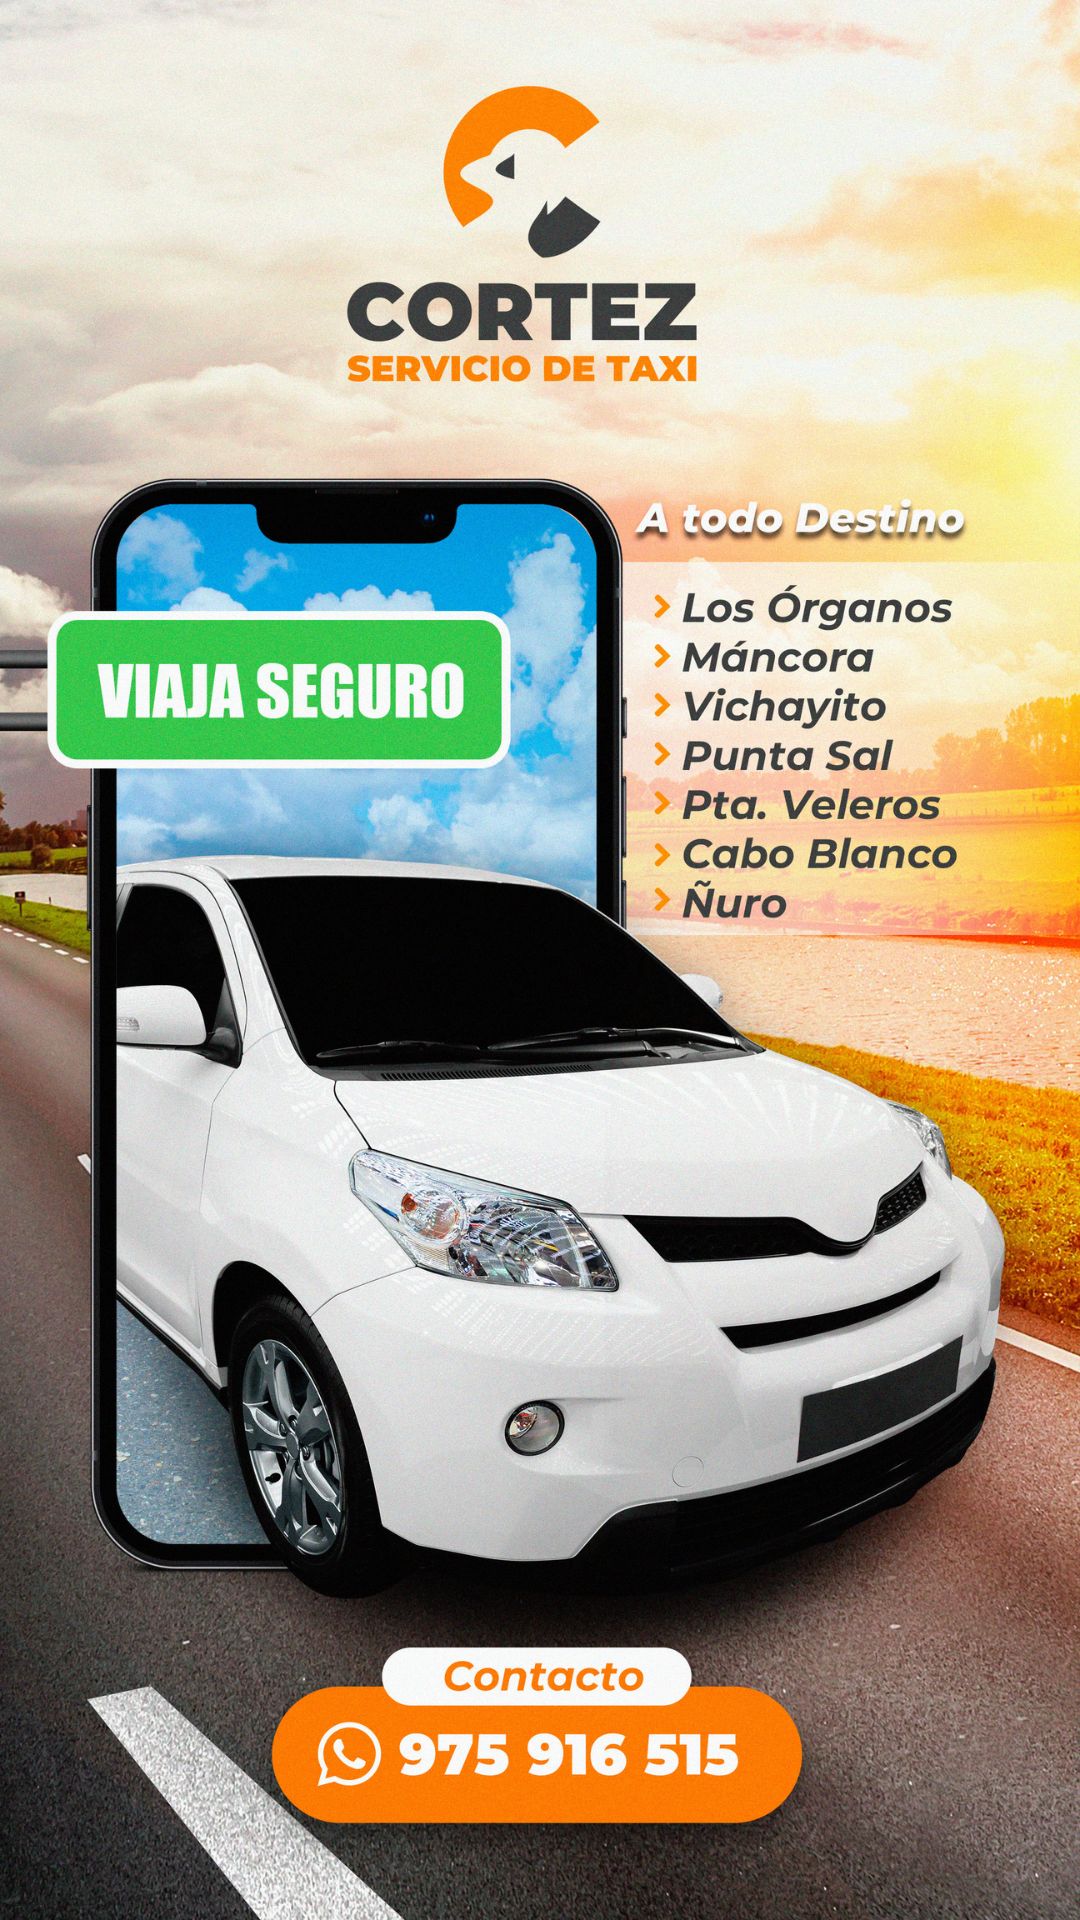 CORTEZ
SERVICIO DE TAXI
A todo Destino
VIAJA SEGURO
Los Órganos
Máncora
Vichayito
Punta Sal
Pta. Veleros
Cabo Blanco
Ñuro
Contacto
975 916 515